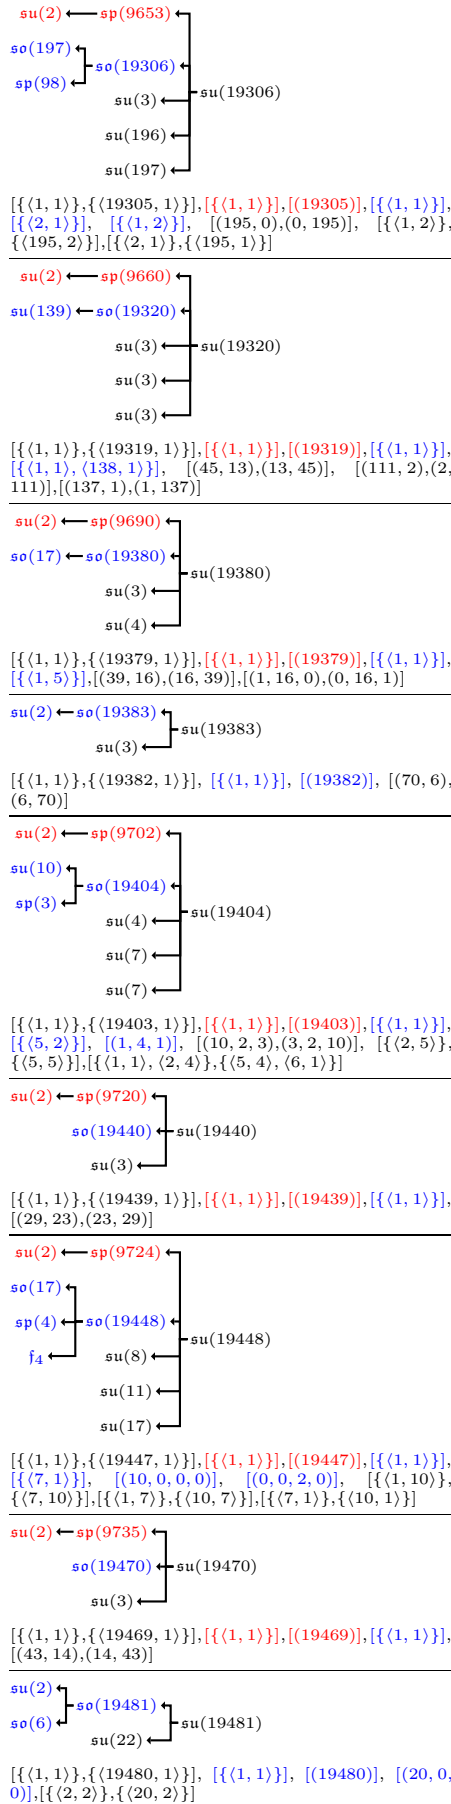 𝔰𝔲(2) 𝔰𝔭(9653)
𝔰𝔬(197)
𝔰𝔬(19306)
𝔰𝔭(98)
𝔰𝔲(19306)
𝔰𝔲(3)
𝔰𝔲(196)
𝔰𝔲(197)
[{⟨1, 1⟩},{⟨19305, 1⟩}],[{⟨1, 1⟩}],[(19305)],[{⟨1, 1⟩}],
[{⟨2, 1⟩}], [{⟨1, 2⟩}], [(195, 0),(0, 195)], [{⟨1, 2⟩},
{⟨195, 2⟩}],[{⟨2, 1⟩},{⟨195, 1⟩}]
𝔰𝔲(2) 𝔰𝔭(9660)
𝔰𝔲(139) 𝔰𝔬(19320)
𝔰𝔲(3) 𝔰𝔲(19320)
𝔰𝔲(3)
𝔰𝔲(3)
[{⟨1, 1⟩},{⟨19319, 1⟩}],[{⟨1, 1⟩}],[(19319)],[{⟨1, 1⟩}],
[{⟨1, 1⟩, ⟨138, 1⟩}], [(45, 13),(13, 45)], [(111, 2),(2,
111)],[(137, 1),(1, 137)]
𝔰𝔲(2) 𝔰𝔭(9690)
𝔰𝔬(17) 𝔰𝔬(19380)
𝔰𝔲(19380)
𝔰𝔲(3)
𝔰𝔲(4)
[{⟨1, 1⟩},{⟨19379, 1⟩}],[{⟨1, 1⟩}],[(19379)],[{⟨1, 1⟩}],
[{⟨1, 5⟩}],[(39, 16),(16, 39)],[(1, 16, 0),(0, 16, 1)]
𝔰𝔲(2) 𝔰𝔬(19383)
𝔰𝔲(19383)
𝔰𝔲(3)
[{⟨1, 1⟩},{⟨19382, 1⟩}], [{⟨1, 1⟩}], [(19382)], [(70, 6),
(6, 70)]
𝔰𝔲(2) 𝔰𝔭(9702)
𝔰𝔲(10)
𝔰𝔬(19404)
𝔰𝔭(3)
𝔰𝔲(19404)
𝔰𝔲(4)
𝔰𝔲(7)
𝔰𝔲(7)
[{⟨1, 1⟩},{⟨19403, 1⟩}],[{⟨1, 1⟩}],[(19403)],[{⟨1, 1⟩}],
[{⟨5, 2⟩}], [(1, 4, 1)], [(10, 2, 3),(3, 2, 10)], [{⟨2, 5⟩},
{⟨5, 5⟩}],[{⟨1, 1⟩, ⟨2, 4⟩},{⟨5, 4⟩, ⟨6, 1⟩}]
𝔰𝔲(2) 𝔰𝔭(9720)
𝔰𝔬(19440) 𝔰𝔲(19440)
𝔰𝔲(3)
[{⟨1, 1⟩},{⟨19439, 1⟩}],[{⟨1, 1⟩}],[(19439)],[{⟨1, 1⟩}],
[(29, 23),(23, 29)]
𝔰𝔲(2) 𝔰𝔭(9724)
𝔰𝔬(17)
𝔰𝔭(4) 𝔰𝔬(19448)
𝔰𝔲(19448)
𝔣₄ 𝔰𝔲(8)
𝔰𝔲(11)
𝔰𝔲(17)
[{⟨1, 1⟩},{⟨19447, 1⟩}],[{⟨1, 1⟩}],[(19447)],[{⟨1, 1⟩}],
[{⟨7, 1⟩}], [(10, 0, 0, 0)], [(0, 0, 2, 0)], [{⟨1, 10⟩},
{⟨7, 10⟩}],[{⟨1, 7⟩},{⟨10, 7⟩}],[{⟨7, 1⟩},{⟨10, 1⟩}]
𝔰𝔲(2) 𝔰𝔭(9735)
𝔰𝔬(19470) 𝔰𝔲(19470)
𝔰𝔲(3)
[{⟨1, 1⟩},{⟨19469, 1⟩}],[{⟨1, 1⟩}],[(19469)],[{⟨1, 1⟩}],
[(43, 14),(14, 43)]
𝔰𝔲(2)
𝔰𝔬(19481)
𝔰𝔬(6) 𝔰𝔲(19481)
𝔰𝔲(22)
[{⟨1, 1⟩},{⟨19480, 1⟩}], [{⟨1, 1⟩}], [(19480)], [(20, 0,
0)],[{⟨2, 2⟩},{⟨20, 2⟩}]